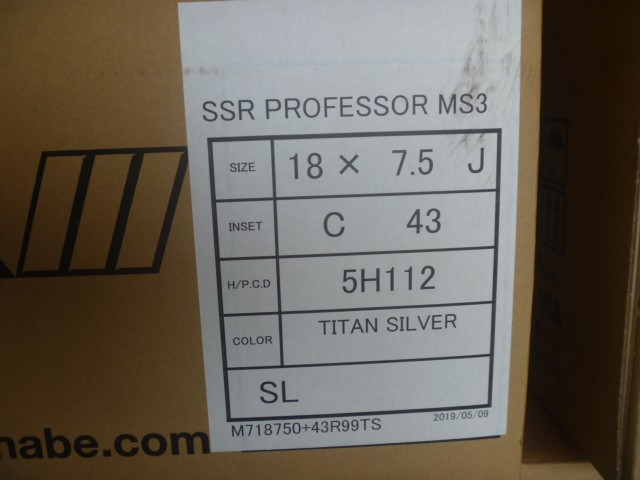 SSR PROFESSOR MS3
SIZE 18 × 7.5 J
INSET C 43
H/P.C.D 5H112
COLOR TITAN SILVER
SL
M718750+43R99TS 2019/05/09
nabe.com